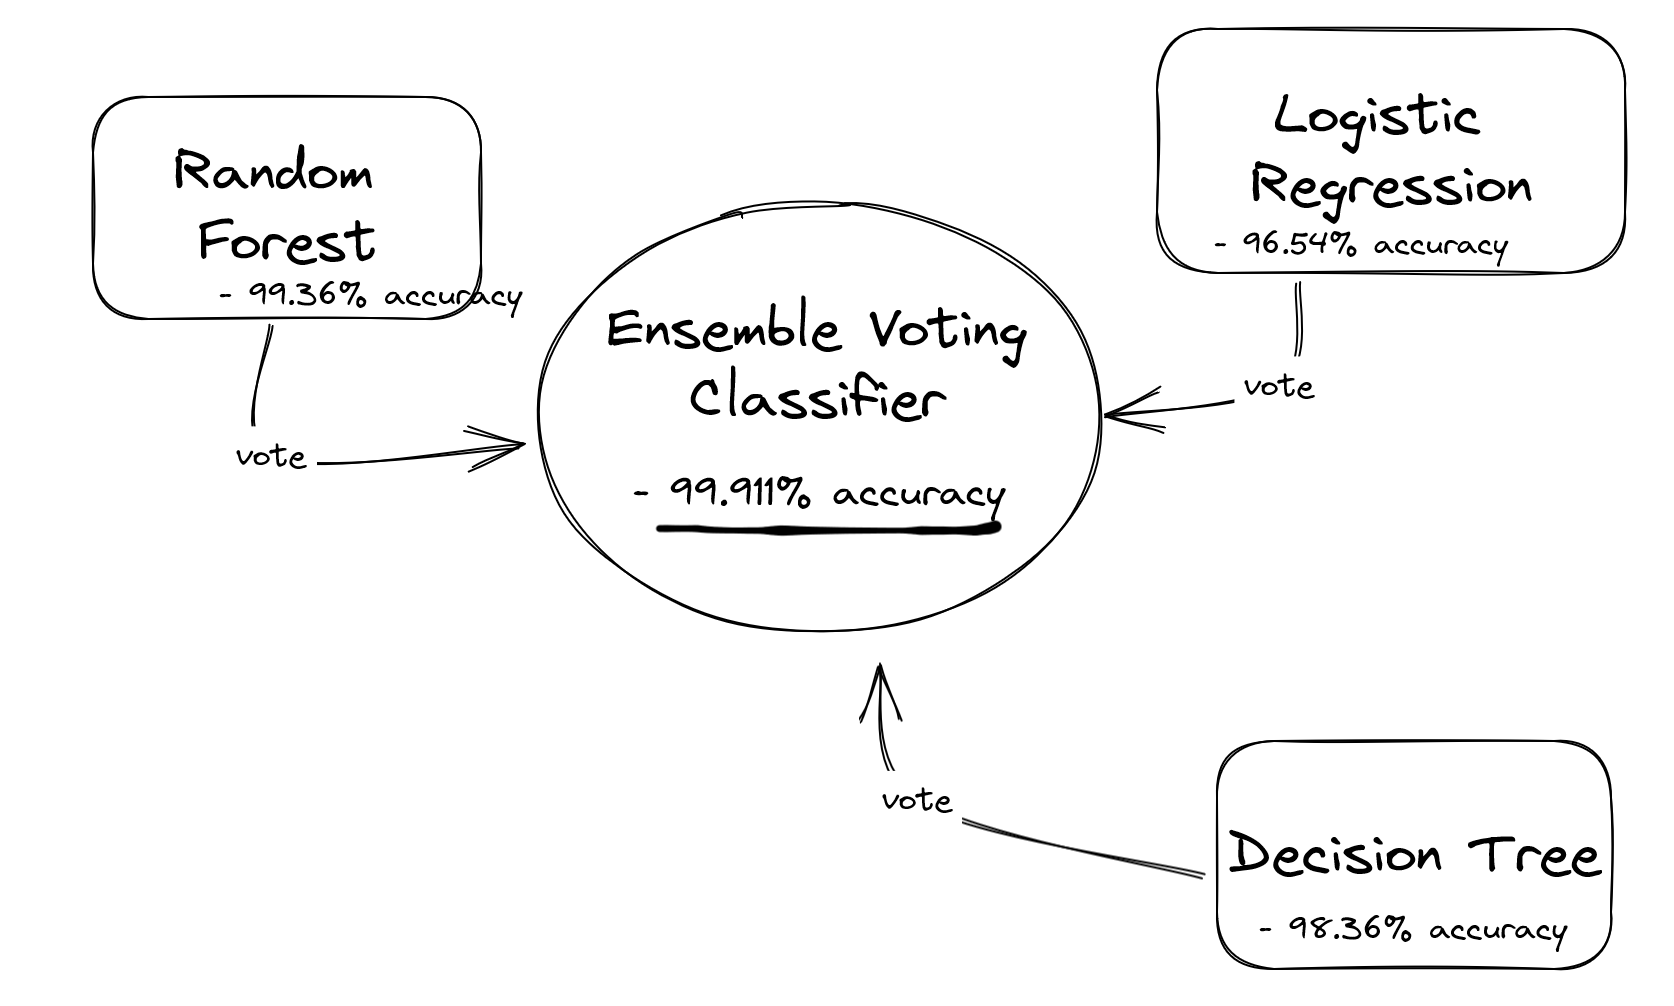 Random
Forest
- 99.36% accuracy
vote
Ensemble Voting
Classifier
- 99.911% accuracy
Logistic
Regression
- 96.54% accuracy
vote
vote
Decision Tree
- 98.36% accuracy